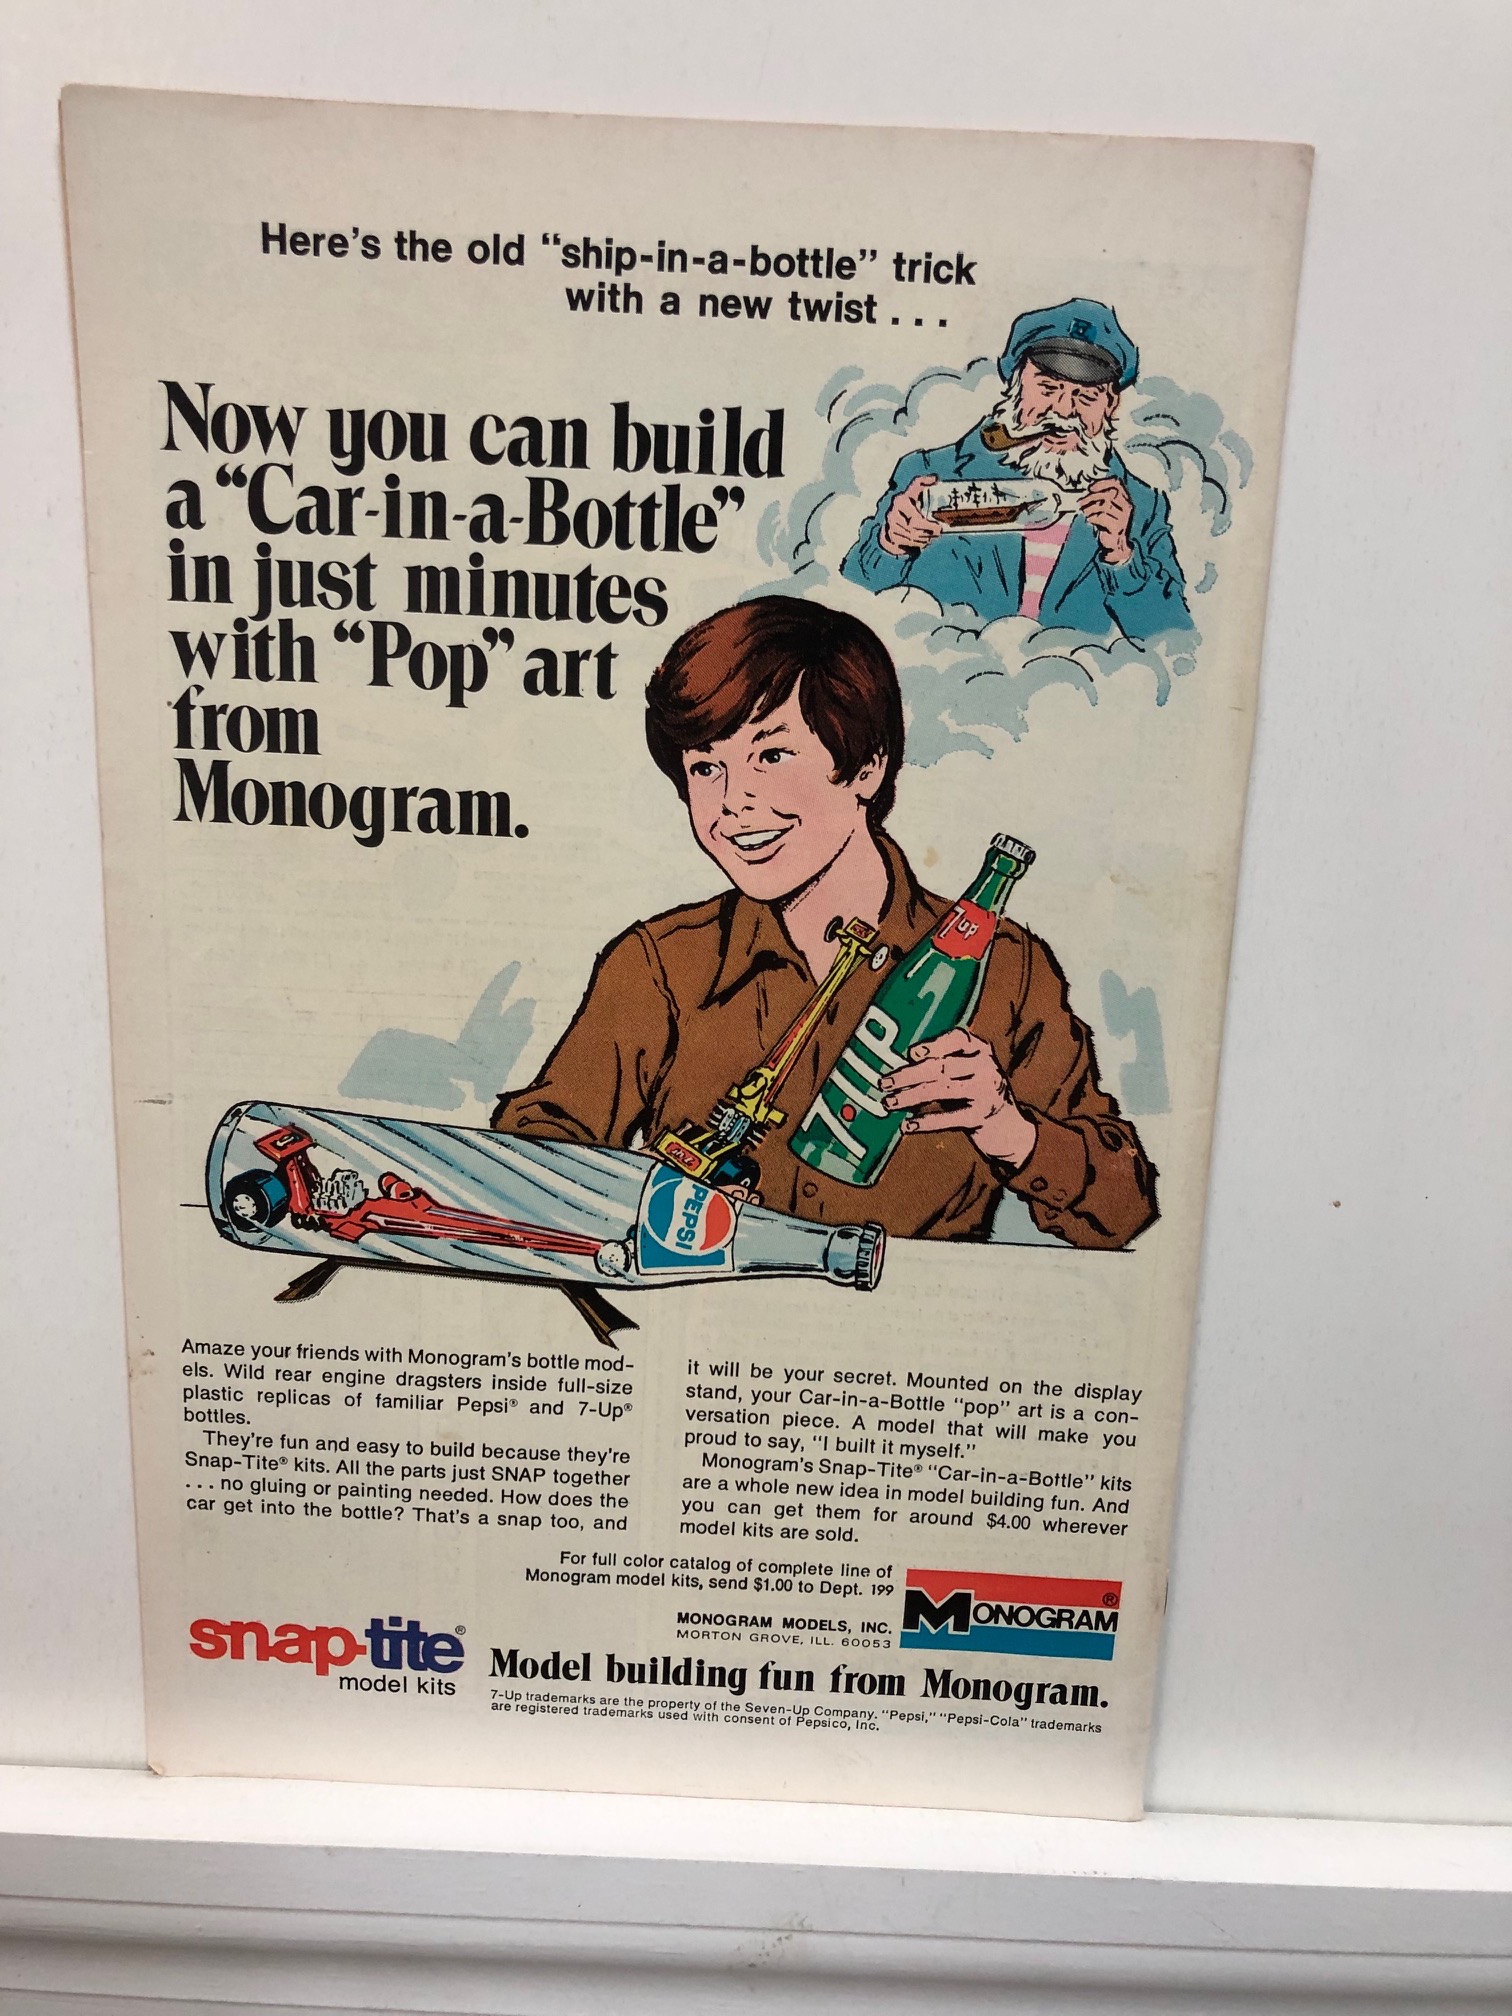 Here's the old "ship-in-a-bottle" trick
with a new twist . . .
Now you can build
a "Car-in-a-Bottle"
in just minutes
with "Pop" art
from
Monogram.
7UP
7·UP
PEPSI
Amaze your friends with Monogram's bottle mod-
els. Wild rear engine dragsters inside full-size
plastic replicas of familiar Pepsi® and 7-Up®
bottles.
They're fun and easy to build because they're
Snap-Tite® kits. All the parts just SNAP together
. . . no gluing or painting needed. How does the
car get into the bottle? That's a snap too, and
it will be your secret. Mounted on the display
stand, your Car-in-a-Bottle "pop" art is a con-
versation piece. A model that will make you
proud to say, "I built it myself."
Monogram's Snap-Tite® "Car-in-a-Bottle" kits
are a whole new idea in model building fun. And
you can get them for around $4.00 wherever
model kits are sold.
For full color catalog of complete line of
Monogram model kits, send $1.00 to Dept. 199
MONOGRAM MODELS, INC.
MORTON GROVE, ILL. 60053
MONOGRAM®
snap-tite®
model kits
Model building fun from Monogram.
7-Up trademarks are the property of the Seven-Up Company. "Pepsi," "Pepsi-Cola" trademarks
are registered trademarks used with consent of Pepsico, Inc.